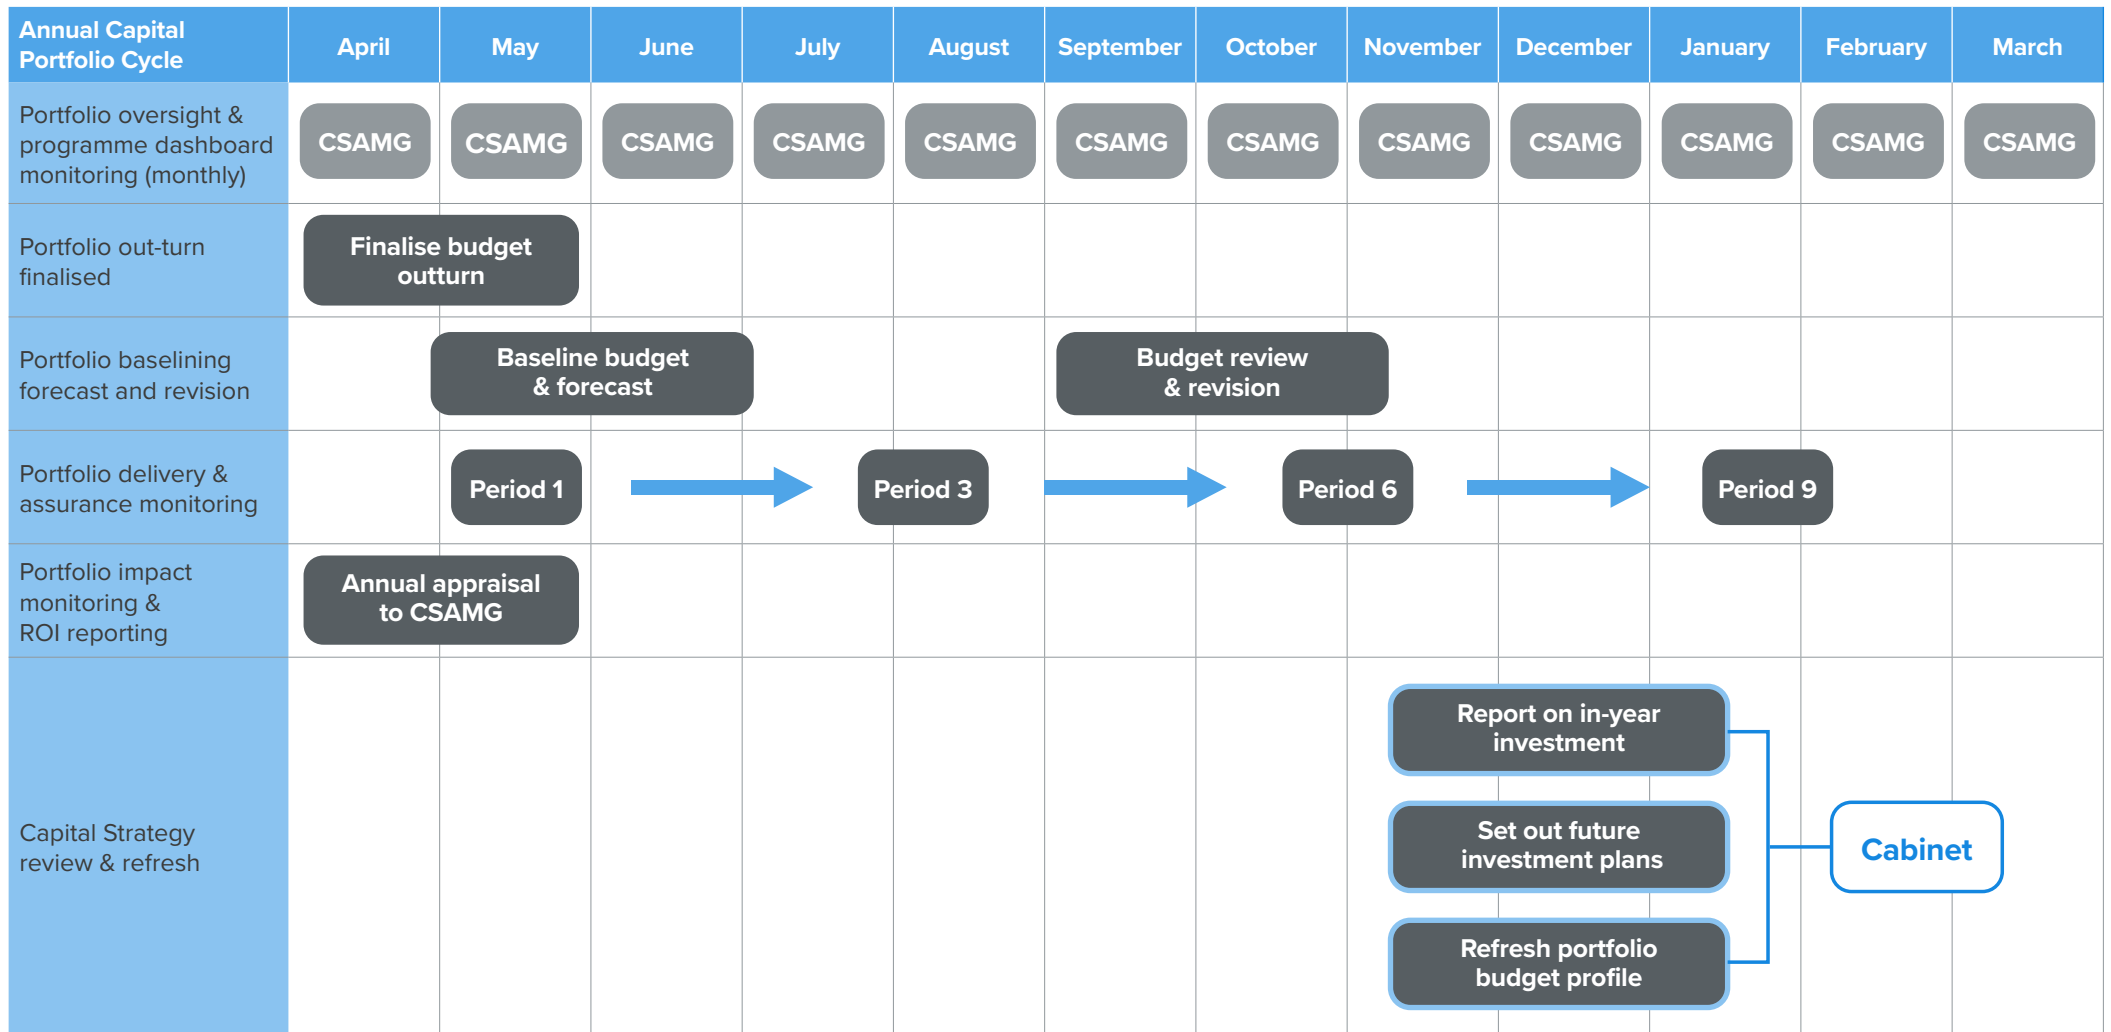 Annual Capital
Portfolio Cycle
April
May
June
July
August
September
October
November
December
January
February
March
Portfolio oversight &
programme dashboard
monitoring (monthly)
CSAMG
CSAMG
CSAMG
CSAMG
CSAMG
CSAMG
CSAMG
CSAMG
CSAMG
CSAMG
CSAMG
CSAMG
Portfolio out-turn
finalised
Finalise budget
outturn
Portfolio baselining
forecast and revision
Baseline budget
& forecast
Budget review
& revision
Portfolio delivery &
assurance monitoring
Period 1
Period 3
Period 6
Period 9
Portfolio impact
monitoring &
ROI reporting
Annual appraisal
to CSAMG
Capital Strategy
review & refresh
Report on in-year
investment
Set out future
investment plans
Refresh portfolio
budget profile
Cabinet